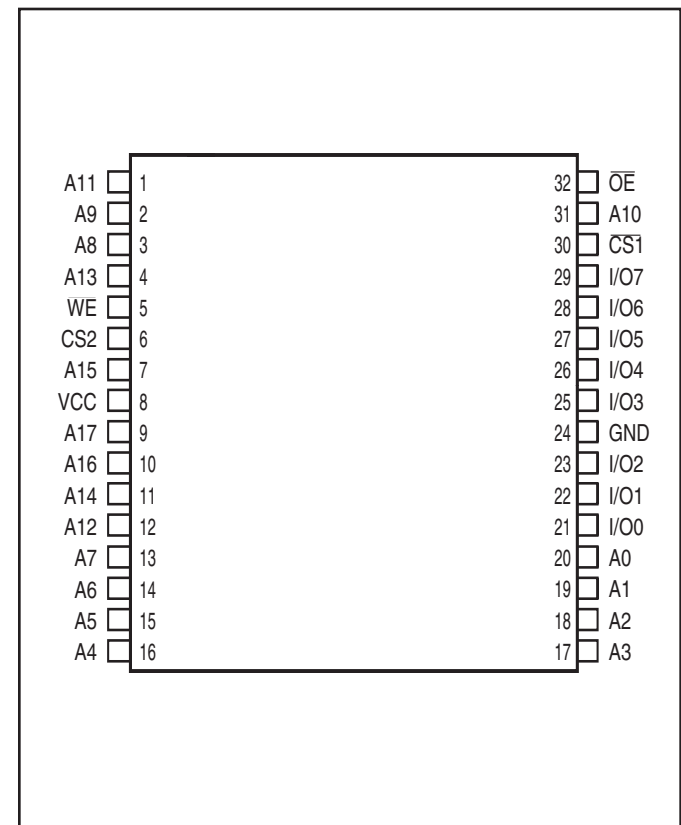 A11 1 32 O̅E̅
A9 2 31 A10
A8 3 30 C̅S̅1̅
A13 4 29 I/O7
W̅E̅ 5 28 I/O6
CS2 6 27 I/O5
A15 7 26 I/O4
VCC 8 25 I/O3
A17 9 24 GND
A16 10 23 I/O2
A14 11 22 I/O1
A12 12 21 I/O0
A7 13 20 A0
A6 14 19 A1
A5 15 18 A2
A4 16 17 A3